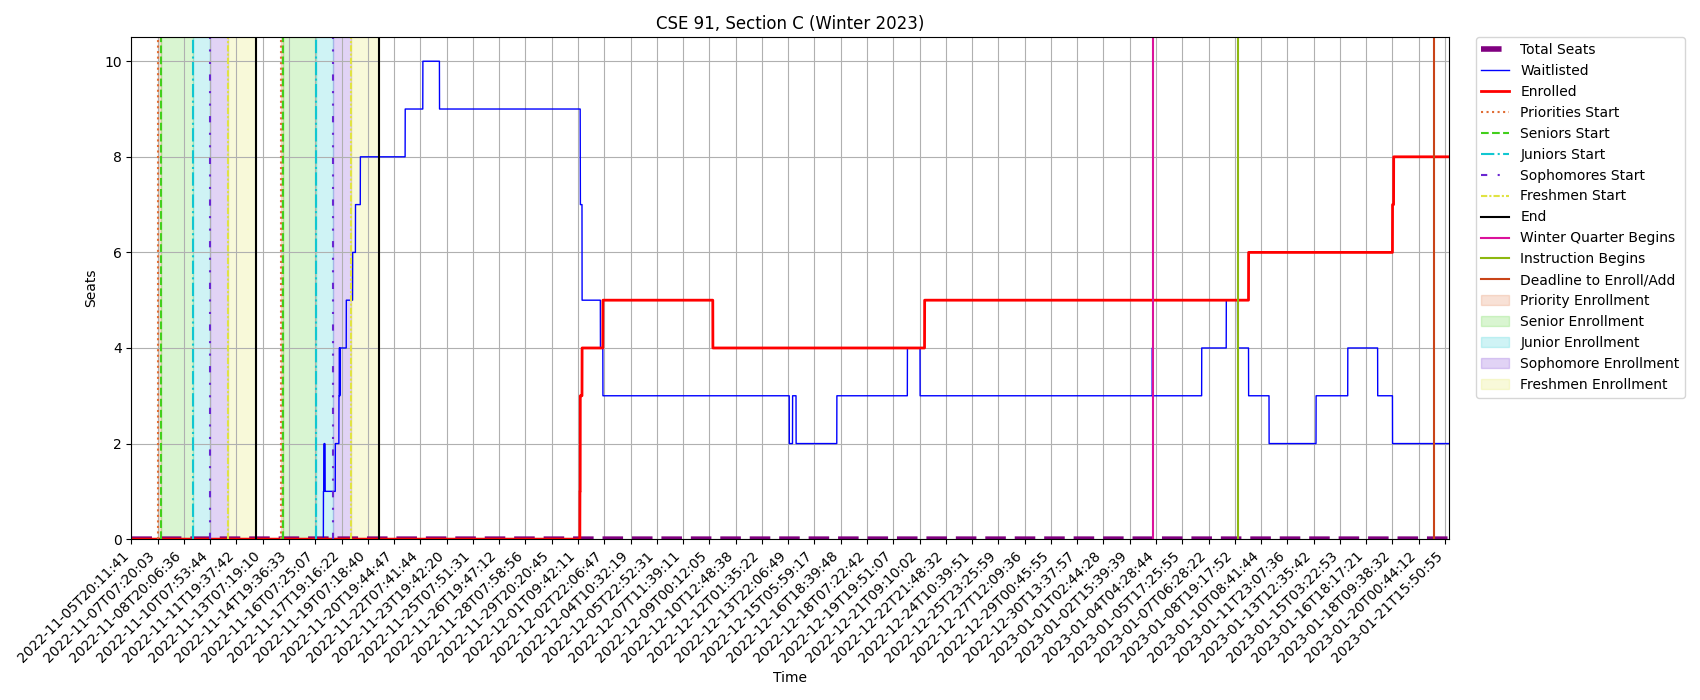 CSE 91, Section C (Winter 2023)
10
8
6
4
2
0
Seats
2022-11-05T20:11:41
2022-11-07T07:20:03
2022-11-08T20:06:36
2022-11-10T07:53:44
2022-11-11T19:37:42
2022-11-13T07:19:10
2022-11-14T19:36:33
2022-11-16T07:25:07
2022-11-17T19:16:22
2022-11-19T07:18:40
2022-11-20T19:44:47
2022-11-22T07:41:44
2022-11-23T19:42:20
2022-11-25T07:51:31
2022-11-26T19:47:12
2022-11-28T07:58:56
2022-11-29T20:20:45
2022-12-01T09:42:11
2022-12-02T22:06:47
2022-12-04T10:32:19
2022-12-05T22:52:31
2022-12-07T11:39:11
2022-12-09T00:12:05
2022-12-10T12:48:38
2022-12-12T01:35:22
2022-12-13T22:06:49
2022-12-15T05:59:17
2022-12-16T18:39:48
2022-12-18T07:22:42
2022-12-19T19:51:07
2022-12-21T09:10:02
2022-12-22T21:48:32
2022-12-24T10:39:51
2022-12-25T23:25:59
2022-12-27T12:09:36
2022-12-29T00:45:55
2022-12-30T13:37:57
2023-01-01T02:44:28
2023-01-02T15:39:39
2023-01-04T04:28:44
2023-01-05T17:25:55
2023-01-07T06:28:22
2023-01-08T19:17:52
2023-01-10T08:41:44
2023-01-11T23:07:36
2023-01-13T12:35:42
2023-01-15T03:22:53
2023-01-16T18:17:21
2023-01-18T09:38:32
2023-01-20T00:44:12
2023-01-21T15:50:55
Time
Total Seats
Waitlisted
Enrolled
Priorities Start
Seniors Start
Juniors Start
Sophomores Start
Freshmen Start
End
Winter Quarter Begins
Instruction Begins
Deadline to Enroll/Add
Priority Enrollment
Senior Enrollment
Junior Enrollment
Sophomore Enrollment
Freshmen Enrollment